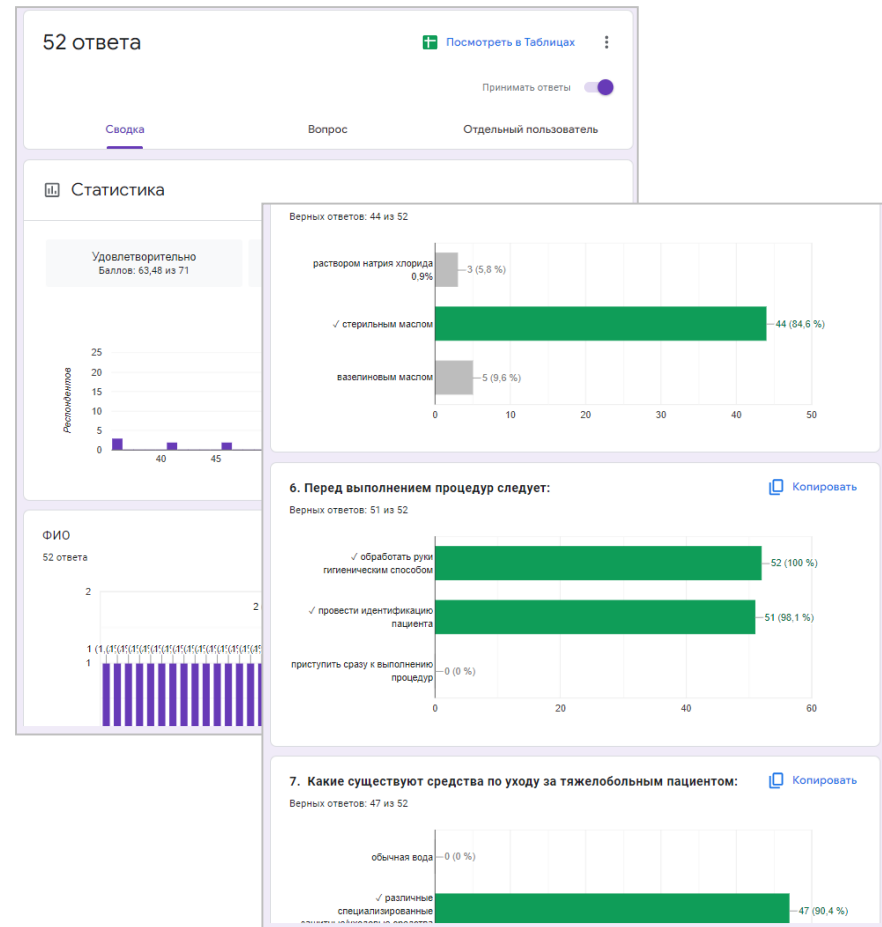 52 ответа
Посмотреть в Таблицах
Принимать ответы
Сводка
Вопрос
Отдельный пользователь
Статистика
Удовлетворительно
Баллов: 63,48 из 71
Респондентов
25
20
15
10
5
0
40
45
ФИО
52 ответа
2
2
1
1
Верных ответов: 44 из 52
раствором натрия хлорида
0,9%
3 (5,8 %)
✓ стерильным маслом
44 (84,6 %)
вазелиновым маслом
5 (9,6 %)
0
10
20
30
40
50
6. Перед выполнением процедур следует:
Копировать
Верных ответов: 51 из 52
✓ обработать руки
гигиеническим способом
52 (100 %)
✓ провести идентификацию
пациента
51 (98,1 %)
приступить сразу к выполнению
процедур
0 (0 %)
0
20
40
60
7. Какие существуют средства по уходу за тяжелобольным пациентом:
Копировать
Верных ответов: 47 из 52
обычная вода
0 (0 %)
✓ различные
специализированные
47 (90,4 %)